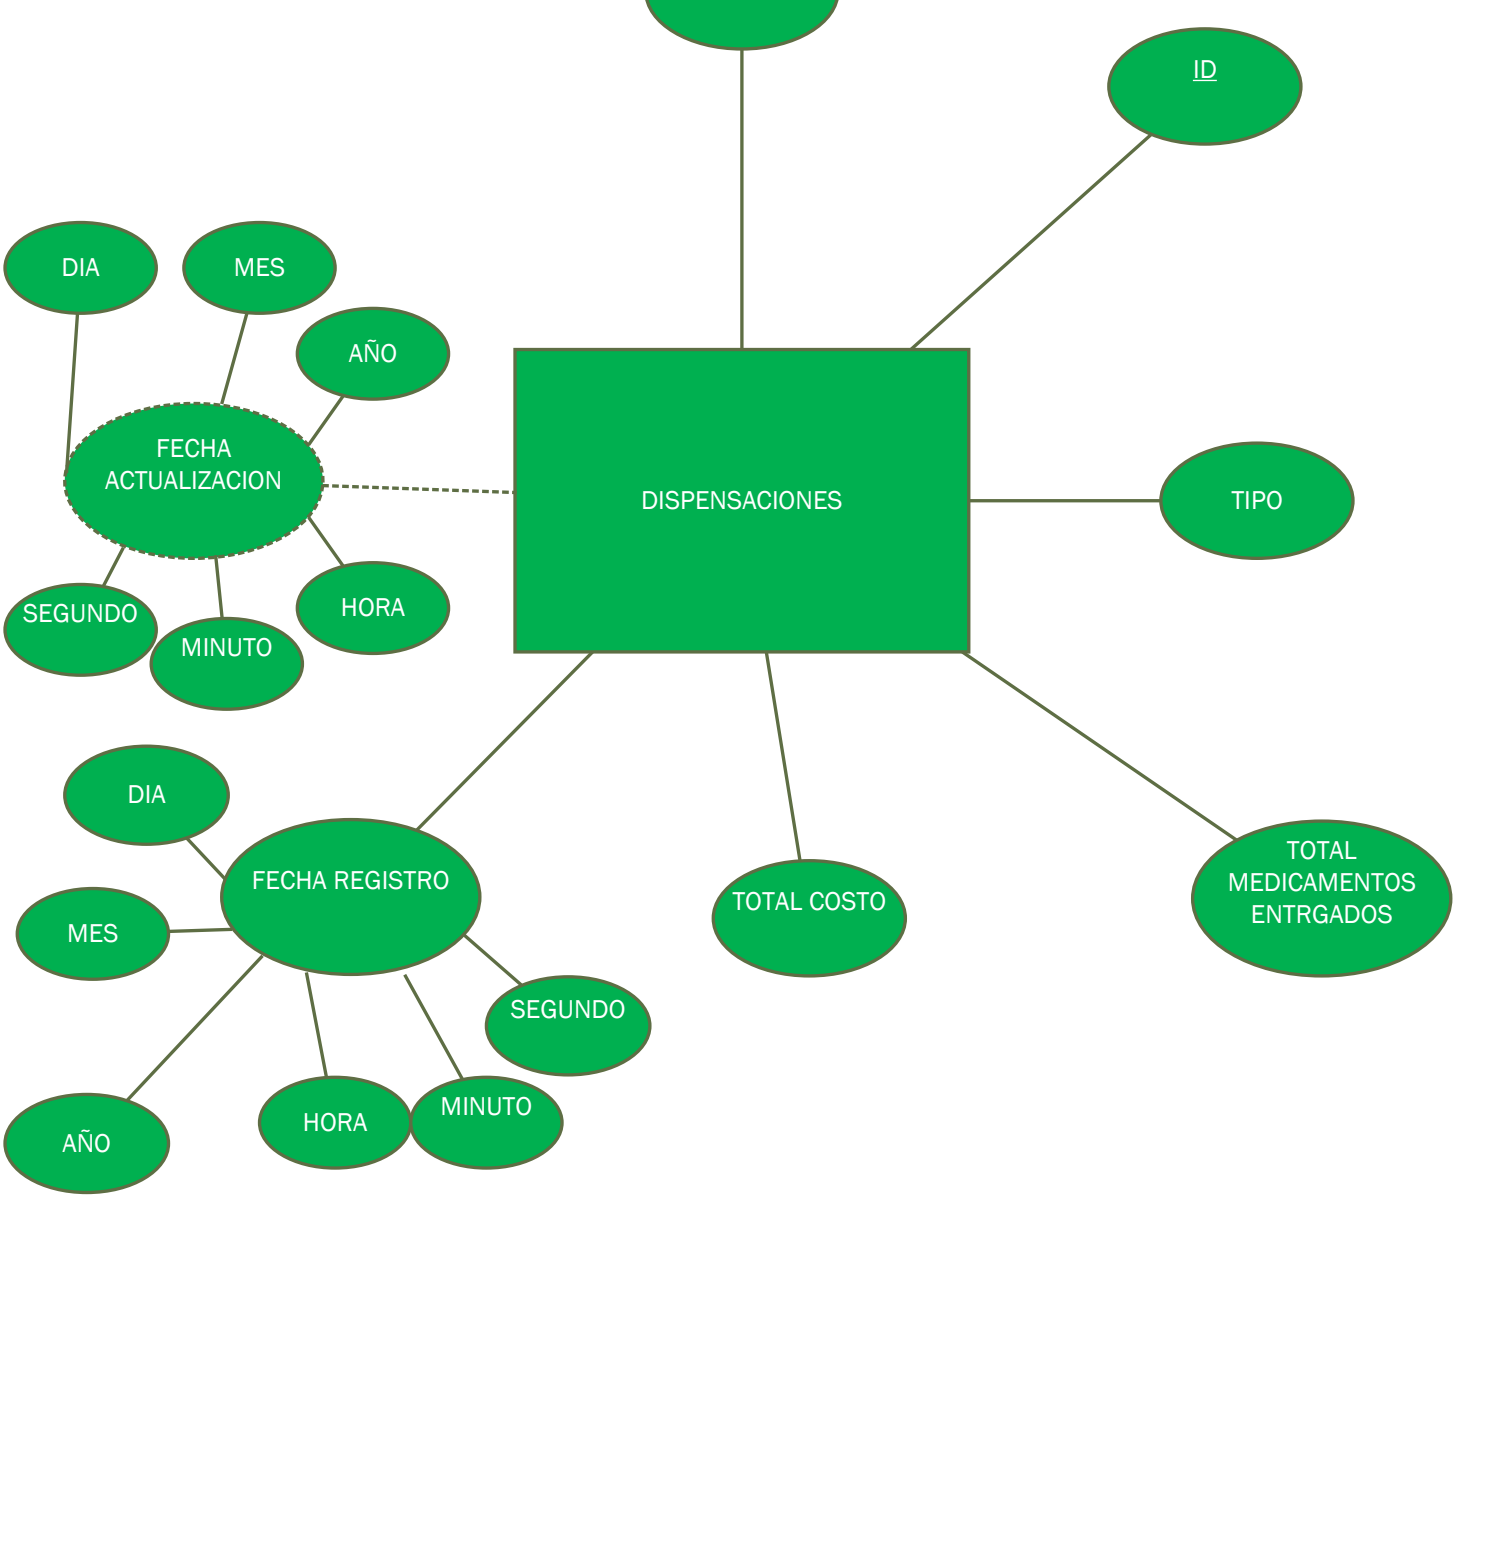 ID
DIA
MES
AÑO
FECHA
ACTUALIZACION
DISPENSACIONES
TIPO
SEGUNDO
MINUTO
HORA
DIA
FECHA REGISTRO
MES
TOTAL COSTO
TOTAL
MEDICAMENTOS
ENTRGADOS
SEGUNDO
AÑO
HORA
MINUTO